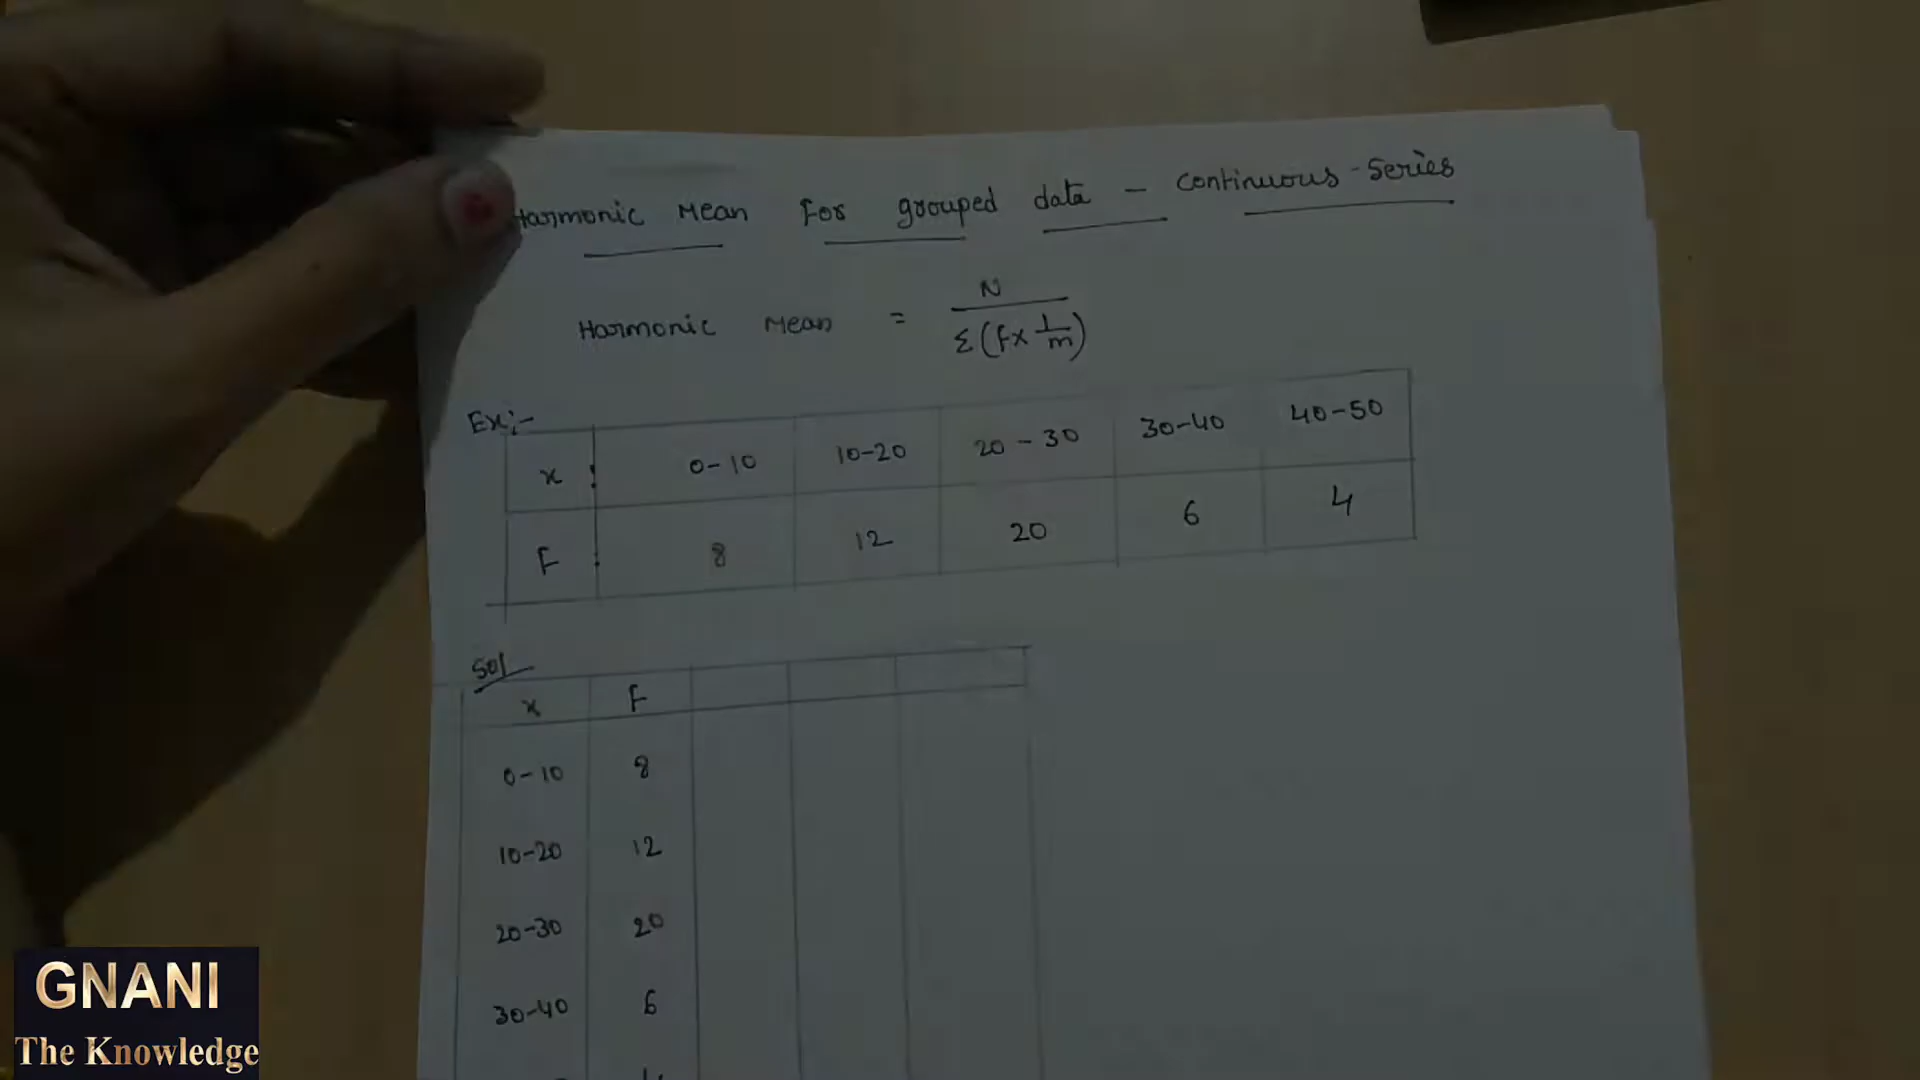 Harmonic Mean For grouped data - continuous-series
Harmonic Mean = N / Σ(F× 1/m)
Ex:-
x : 0-10 10-20 20-30 30-40 40-50
F : 8 12 20 6 4
Sol
x F
0-10 8
10-20 12
20-30 20
30-40 6
GNANI
The Knowledge